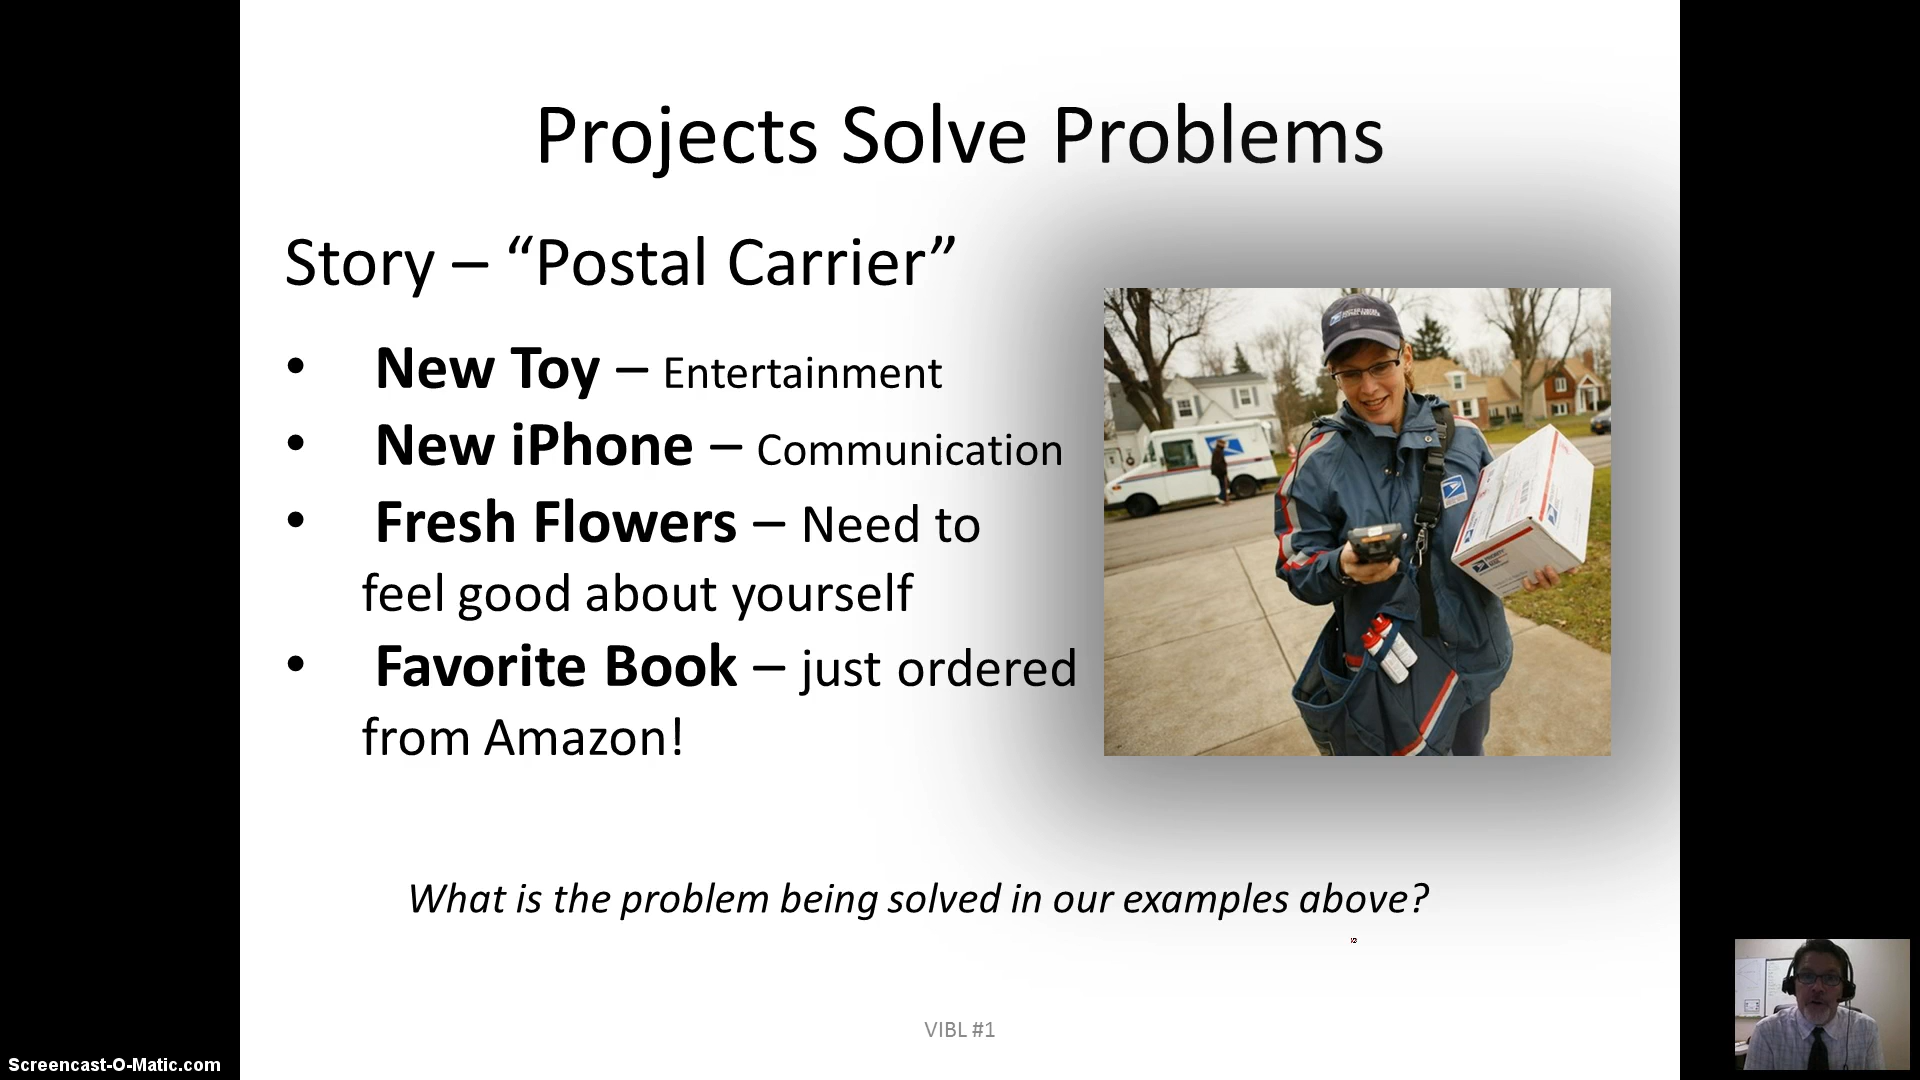 Projects Solve Problems
Story – “Postal Carrier”
• New Toy – Entertainment
• New iPhone – Communication
• Fresh Flowers – Need to
feel good about yourself
• Favorite Book – just ordered
from Amazon!
What is the problem being solved in our examples above?
VIBL #1
Screencast-O-Matic.com